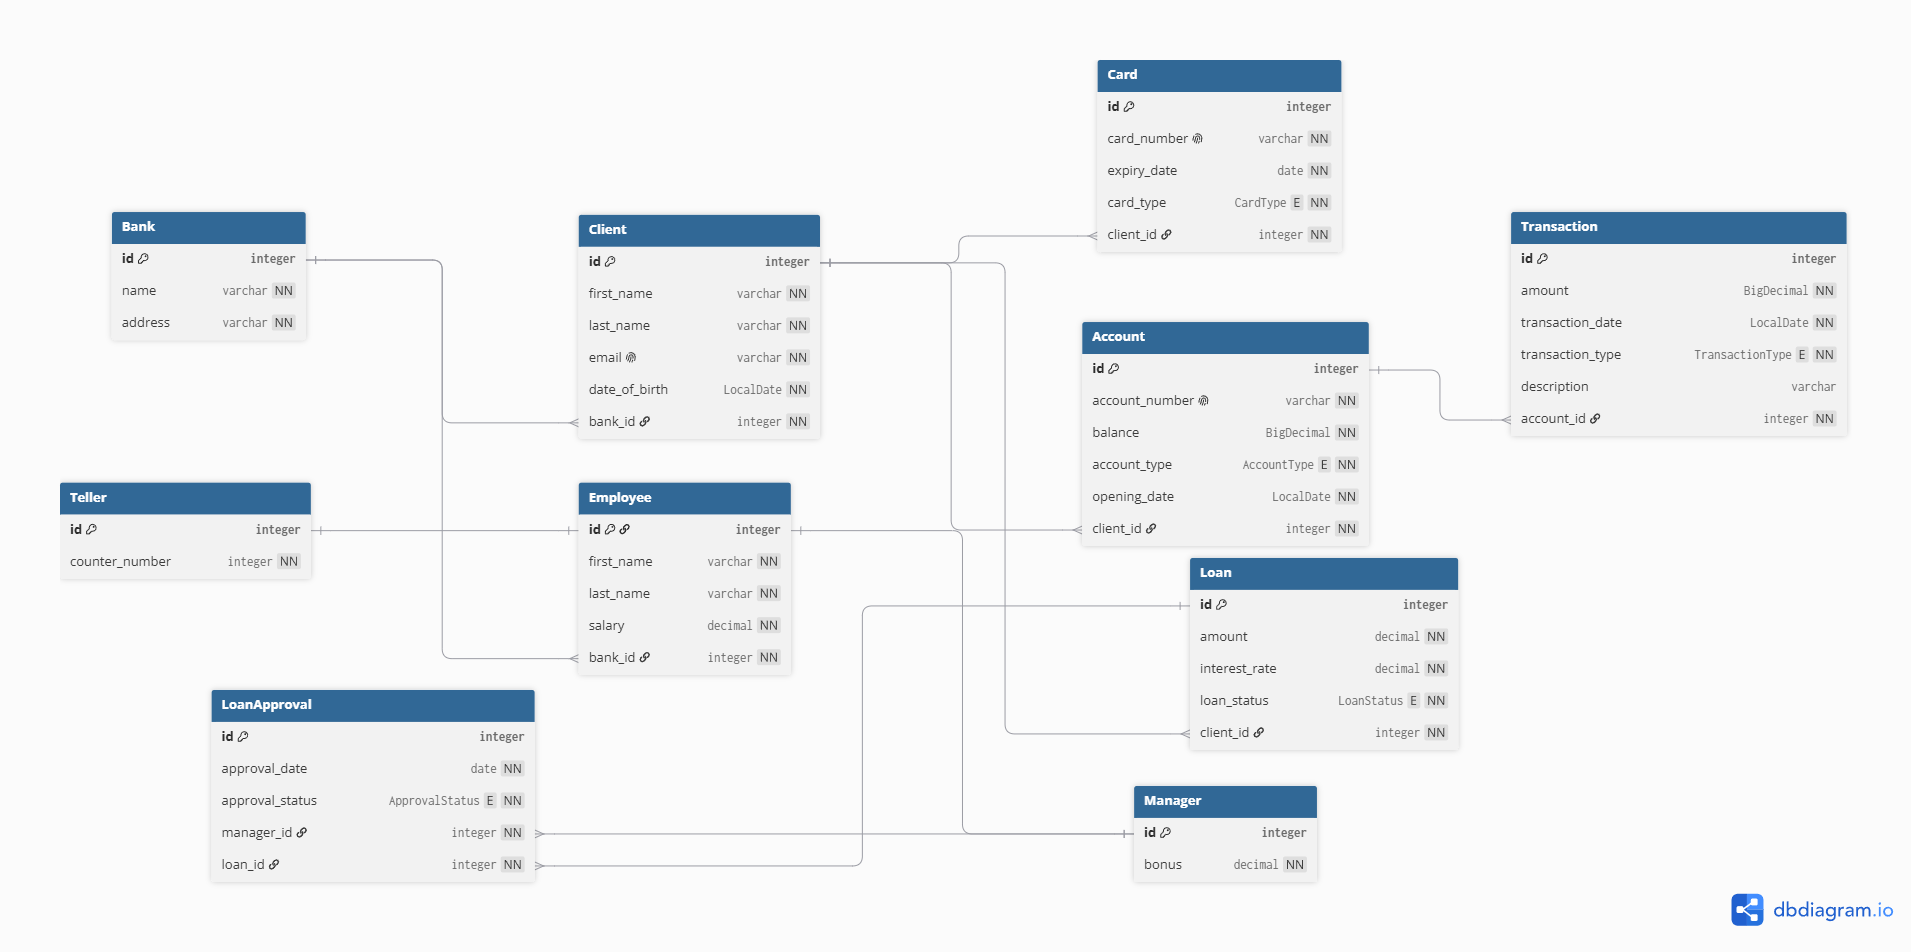 Card
id integer
card_number varchar NN
expiry_date date NN
card_type CardType E NN
client_id integer NN
Bank
id integer
name varchar NN
address varchar NN
Client
id integer
first_name varchar NN
last_name varchar NN
email varchar NN
date_of_birth LocalDate NN
bank_id integer NN
Transaction
id integer
amount BigDecimal NN
transaction_date LocalDate NN
transaction_type TransactionType E NN
description varchar
account_id integer NN
Account
id integer
account_number varchar NN
balance BigDecimal NN
account_type AccountType E NN
opening_date LocalDate NN
client_id integer NN
Teller
id integer
counter_number integer NN
Employee
id integer
first_name varchar NN
last_name varchar NN
salary decimal NN
bank_id integer NN
Loan
id integer
amount decimal NN
interest_rate decimal NN
loan_status LoanStatus E NN
client_id integer NN
LoanApproval
id integer
approval_date date NN
approval_status ApprovalStatus E NN
manager_id integer NN
loan_id integer NN
Manager
id integer
bonus decimal NN
dbdiagram.io